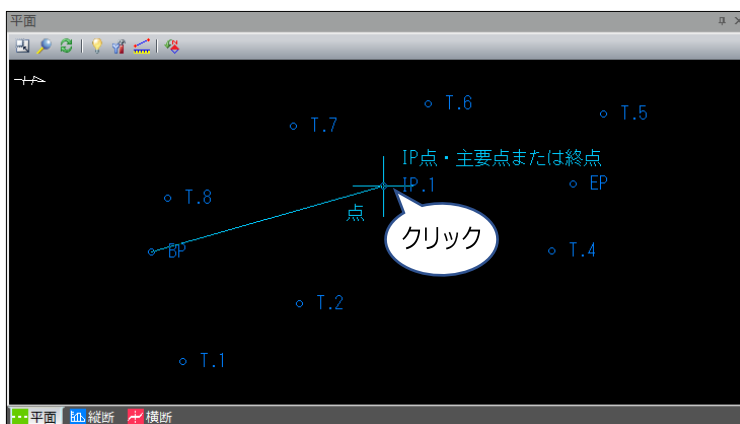 平面
T.6
T.5
T.7
IP点・主要点または終点
IP.1
EP
T.8
点
クリック
BP
T.4
T.2
T.1
平面 縦断 横断